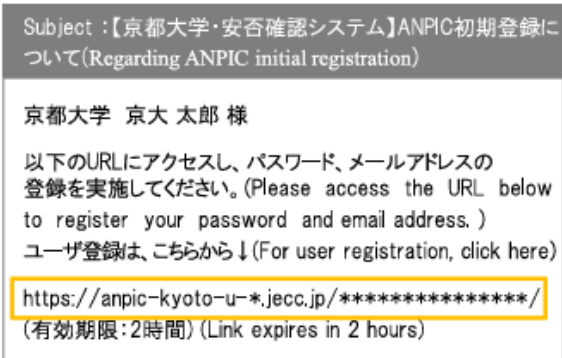 Subject：【京都大学・安否確認システム】ANPIC初期登録に
ついて(Regarding ANPIC initial registration)
京都大学 京大 太郎 様
以下のURLにアクセスし、パスワード、メールアドレスの
登録を実施してください。(Please access the URL below
to register your password and email address. )
ユーザ登録は、こちらから↓(For user registration, click here)
https://anpic-kyoto-u-*.jecc.jp/***************/
(有効期限：2時間) (Link expires in 2 hours)